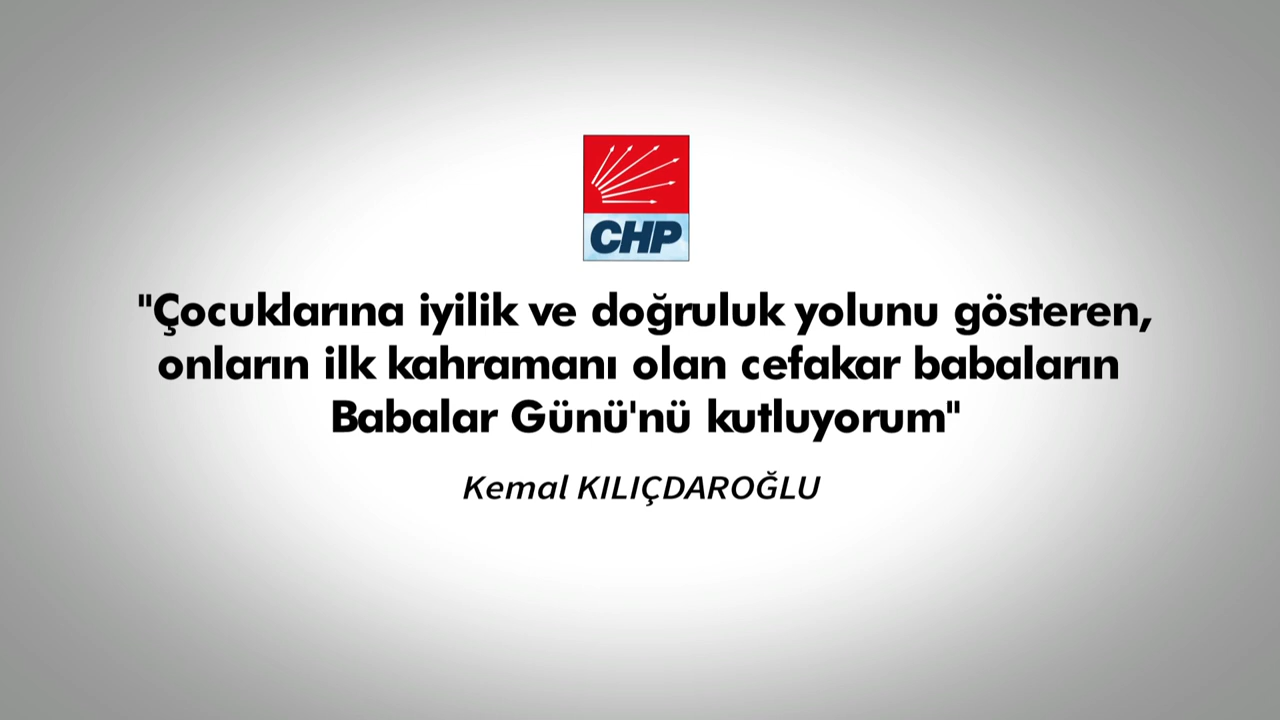 CHP
"Çocuklarına iyilik ve doğruluk yolunu gösteren,
onların ilk kahramanı olan cefakar babaların
Babalar Günü'nü kutluyorum"
Kemal KILIÇDAROĞLU